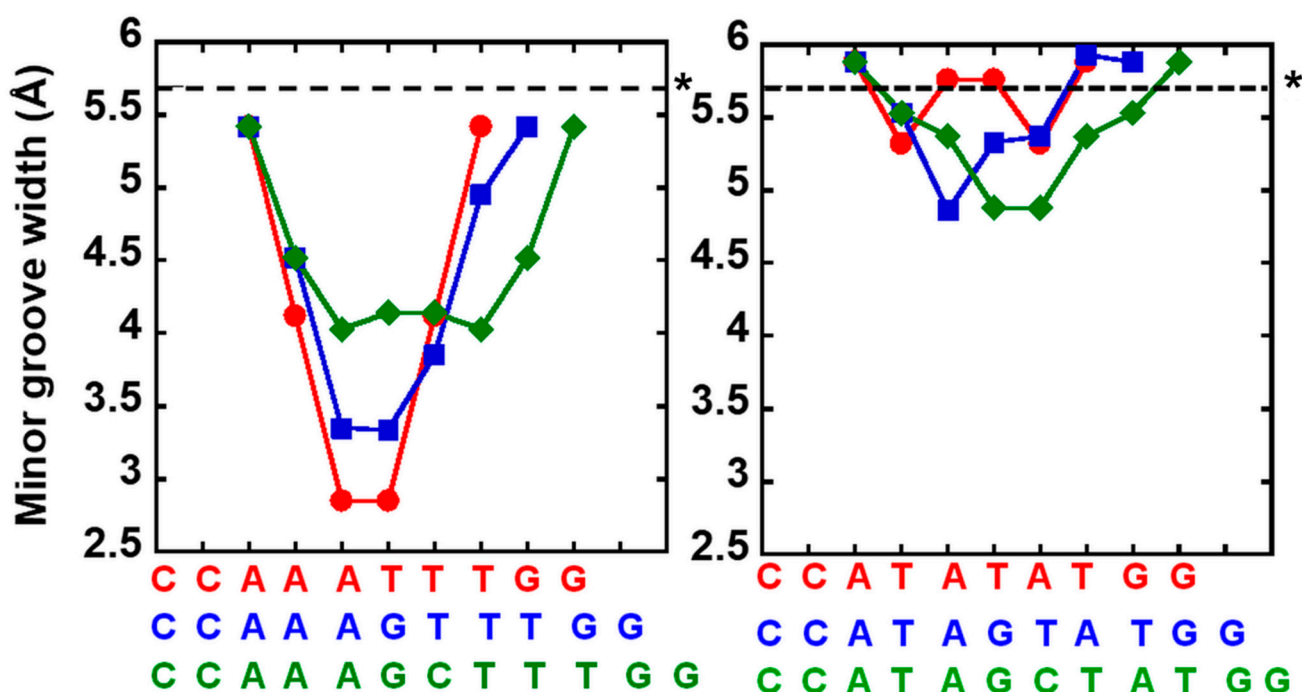 Minor groove width (Å)
6
5.5
5
4.5
4
3.5
3
2.5
*
C C A A A T T T G G
C C A A A G T T T G G
C C A A A G C T T T G G
6
5.5
5
4.5
4
3.5
3
2.5
*
C C A T A T A T G G
C C A T A G T A T G G
C C A T A G C T A T G G